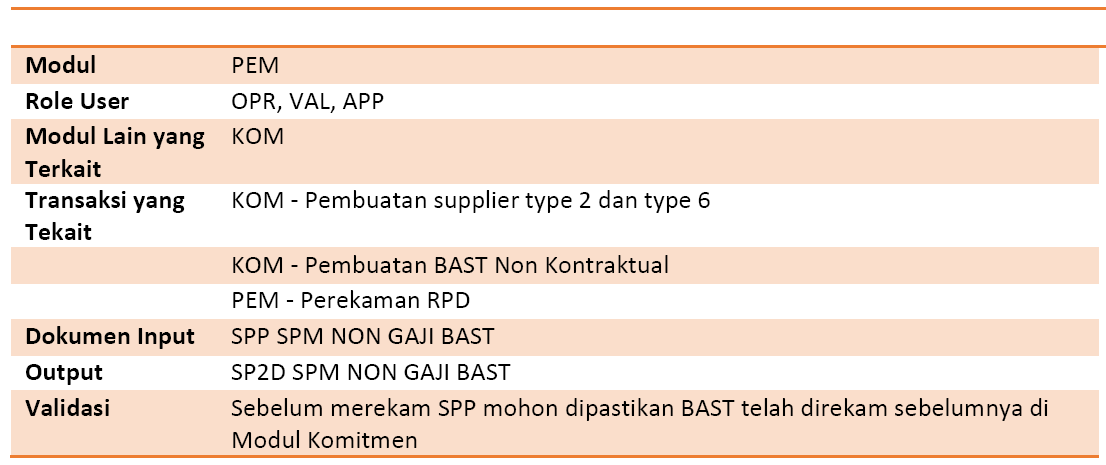 Modul PEM
Role User OPR, VAL, APP
Modul Lain yang KOM
Terkait
Transaksi yang KOM - Pembuatan supplier type 2 dan type 6
Tekait
KOM - Pembuatan BAST Non Kontraktual
PEM - Perekaman RPD
Dokumen Input SPP SPM NON GAJI BAST
Output SP2D SPM NON GAJI BAST
Validasi Sebelum merekam SPP mohon dipastikan BAST telah direkam sebelumnya di
Modul Komitmen